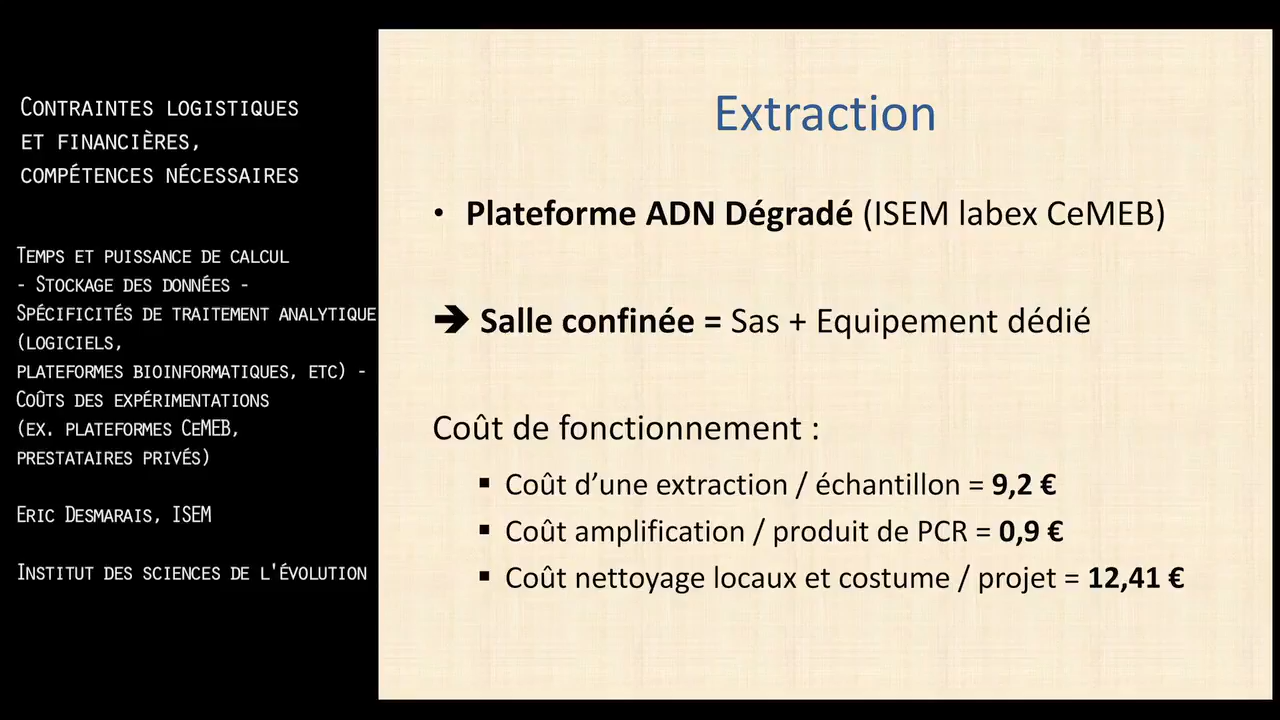 CONTRAINTES LOGISTIQUES
ET FINANCIÈRES,
COMPÉTENCES NÉCESSAIRES
TEMPS ET PUISSANCE DE CALCUL
- STOCKAGE DES DONNÉES -
SPÉCIFICITÉS DE TRAITEMENT ANALYTIQUE
(LOGICIELS,
PLATEFORMES BIOINFORMATIQUES, ETC) -
COÛTS DES EXPÉRIMENTATIONS
(EX. PLATEFORMES CeMEB,
PRESTATAIRES PRIVÉS)
ERIC DESMARAIS, ISEM
INSTITUT DES SCIENCES DE L'ÉVOLUTION
Extraction
• Plateforme ADN Dégradé (ISEM labex CeMEB)
➔ Salle confinée = Sas + Equipement dédié
Coût de fonctionnement :
▪ Coût d’une extraction / échantillon = 9,2 €
▪ Coût amplification / produit de PCR = 0,9 €
▪ Coût nettoyage locaux et costume / projet = 12,41 €